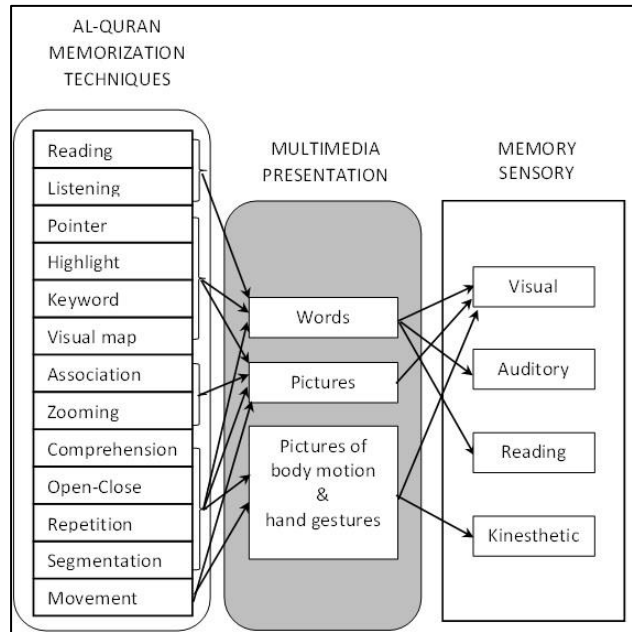 AL-QURAN
MEMORIZATION
TECHNIQUES
Reading
Listening
Pointer
Highlight
Keyword
Visual map
Association
Zooming
Comprehension
Open-Close
Repetition
Segmentation
Movement
MULTIMEDIA
PRESENTATION
Words
Pictures
Pictures of
body motion
&
hand gestures
MEMORY
SENSORY
Visual
Auditory
Reading
Kinesthetic